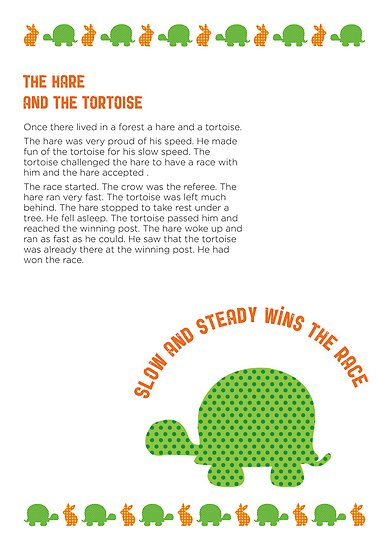 THE HARE
AND THE TORTOISE
Once there lived in a forest a hare and a tortoise.
The hare was very proud of his speed. He made
fun of the tortoise for his slow speed. The
tortoise challenged the hare to have a race with
him and the hare accepted .
The race started. The crow was the referee. The
hare ran very fast. The tortoise was left much
behind. The hare stopped to take rest under a
tree. He fell asleep. The tortoise passed him and
reached the winning post. The hare woke up and
ran as fast as he could. He saw that the tortoise
was already there at the winning post. He had
won the race.
SLOW AND STEADY WINS THE RACE